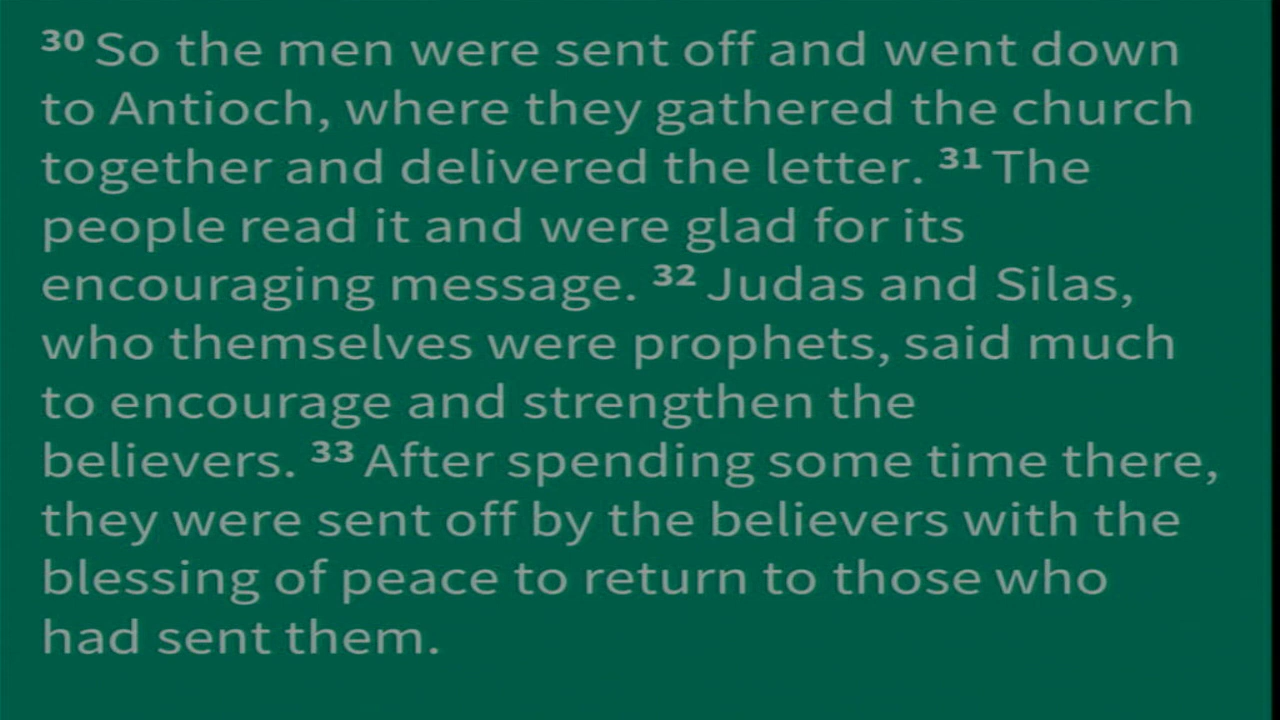 30 So the men were sent off and went down
to Antioch, where they gathered the church
together and delivered the letter. 31 The
people read it and were glad for its
encouraging message. 32 Judas and Silas,
who themselves were prophets, said much
to encourage and strengthen the
believers. 33 After spending some time there,
they were sent off by the believers with the
blessing of peace to return to those who
had sent them.